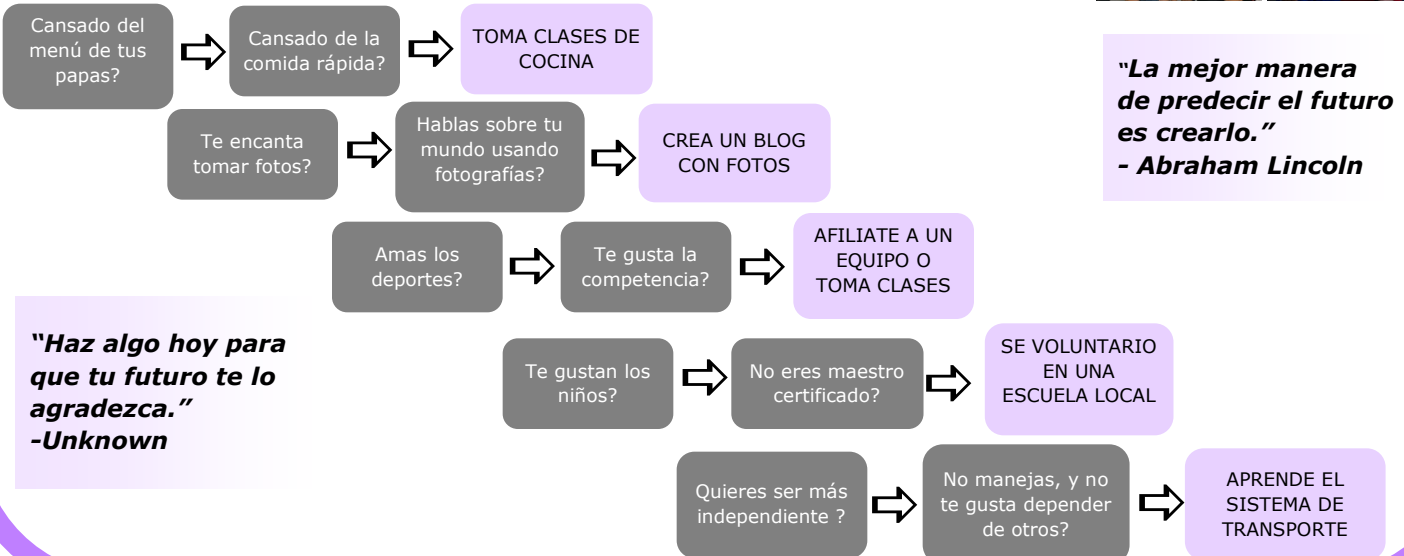 Cansado del
menú de tus
papas?
Cansado de la
comida rápida?
TOMA CLASES DE
COCINA
“La mejor manera
de predecir el futuro
es crearlo.”
- Abraham Lincoln
Te encanta
tomar fotos?
Hablas sobre tu
mundo usando
fotografías?
CREA UN BLOG
CON FOTOS
Amas los
deportes?
Te gusta la
competencia?
AFILIATE A UN
EQUIPO O
TOMA CLASES
“Haz algo hoy para
que tu futuro te lo
agradezca.”
-Unknown
Te gustan los
niños?
No eres maestro
certificado?
SE VOLUNTARIO
EN UNA
ESCUELA LOCAL
Quieres ser más
independiente ?
No manejas, y no
te gusta depender
de otros?
APRENDE EL
SISTEMA DE
TRANSPORTE